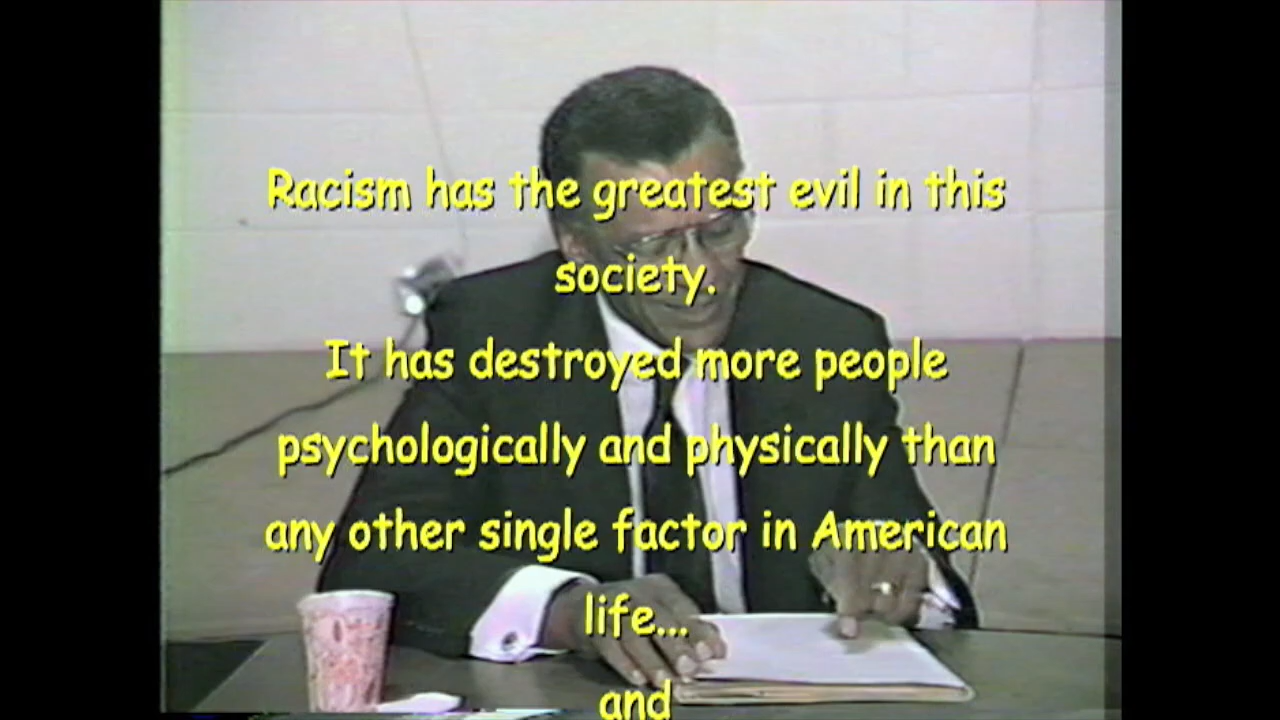 Racism has the greatest evil in this
society.
It has destroyed more people
psychologically and physically than
any other single factor in American
life...
and